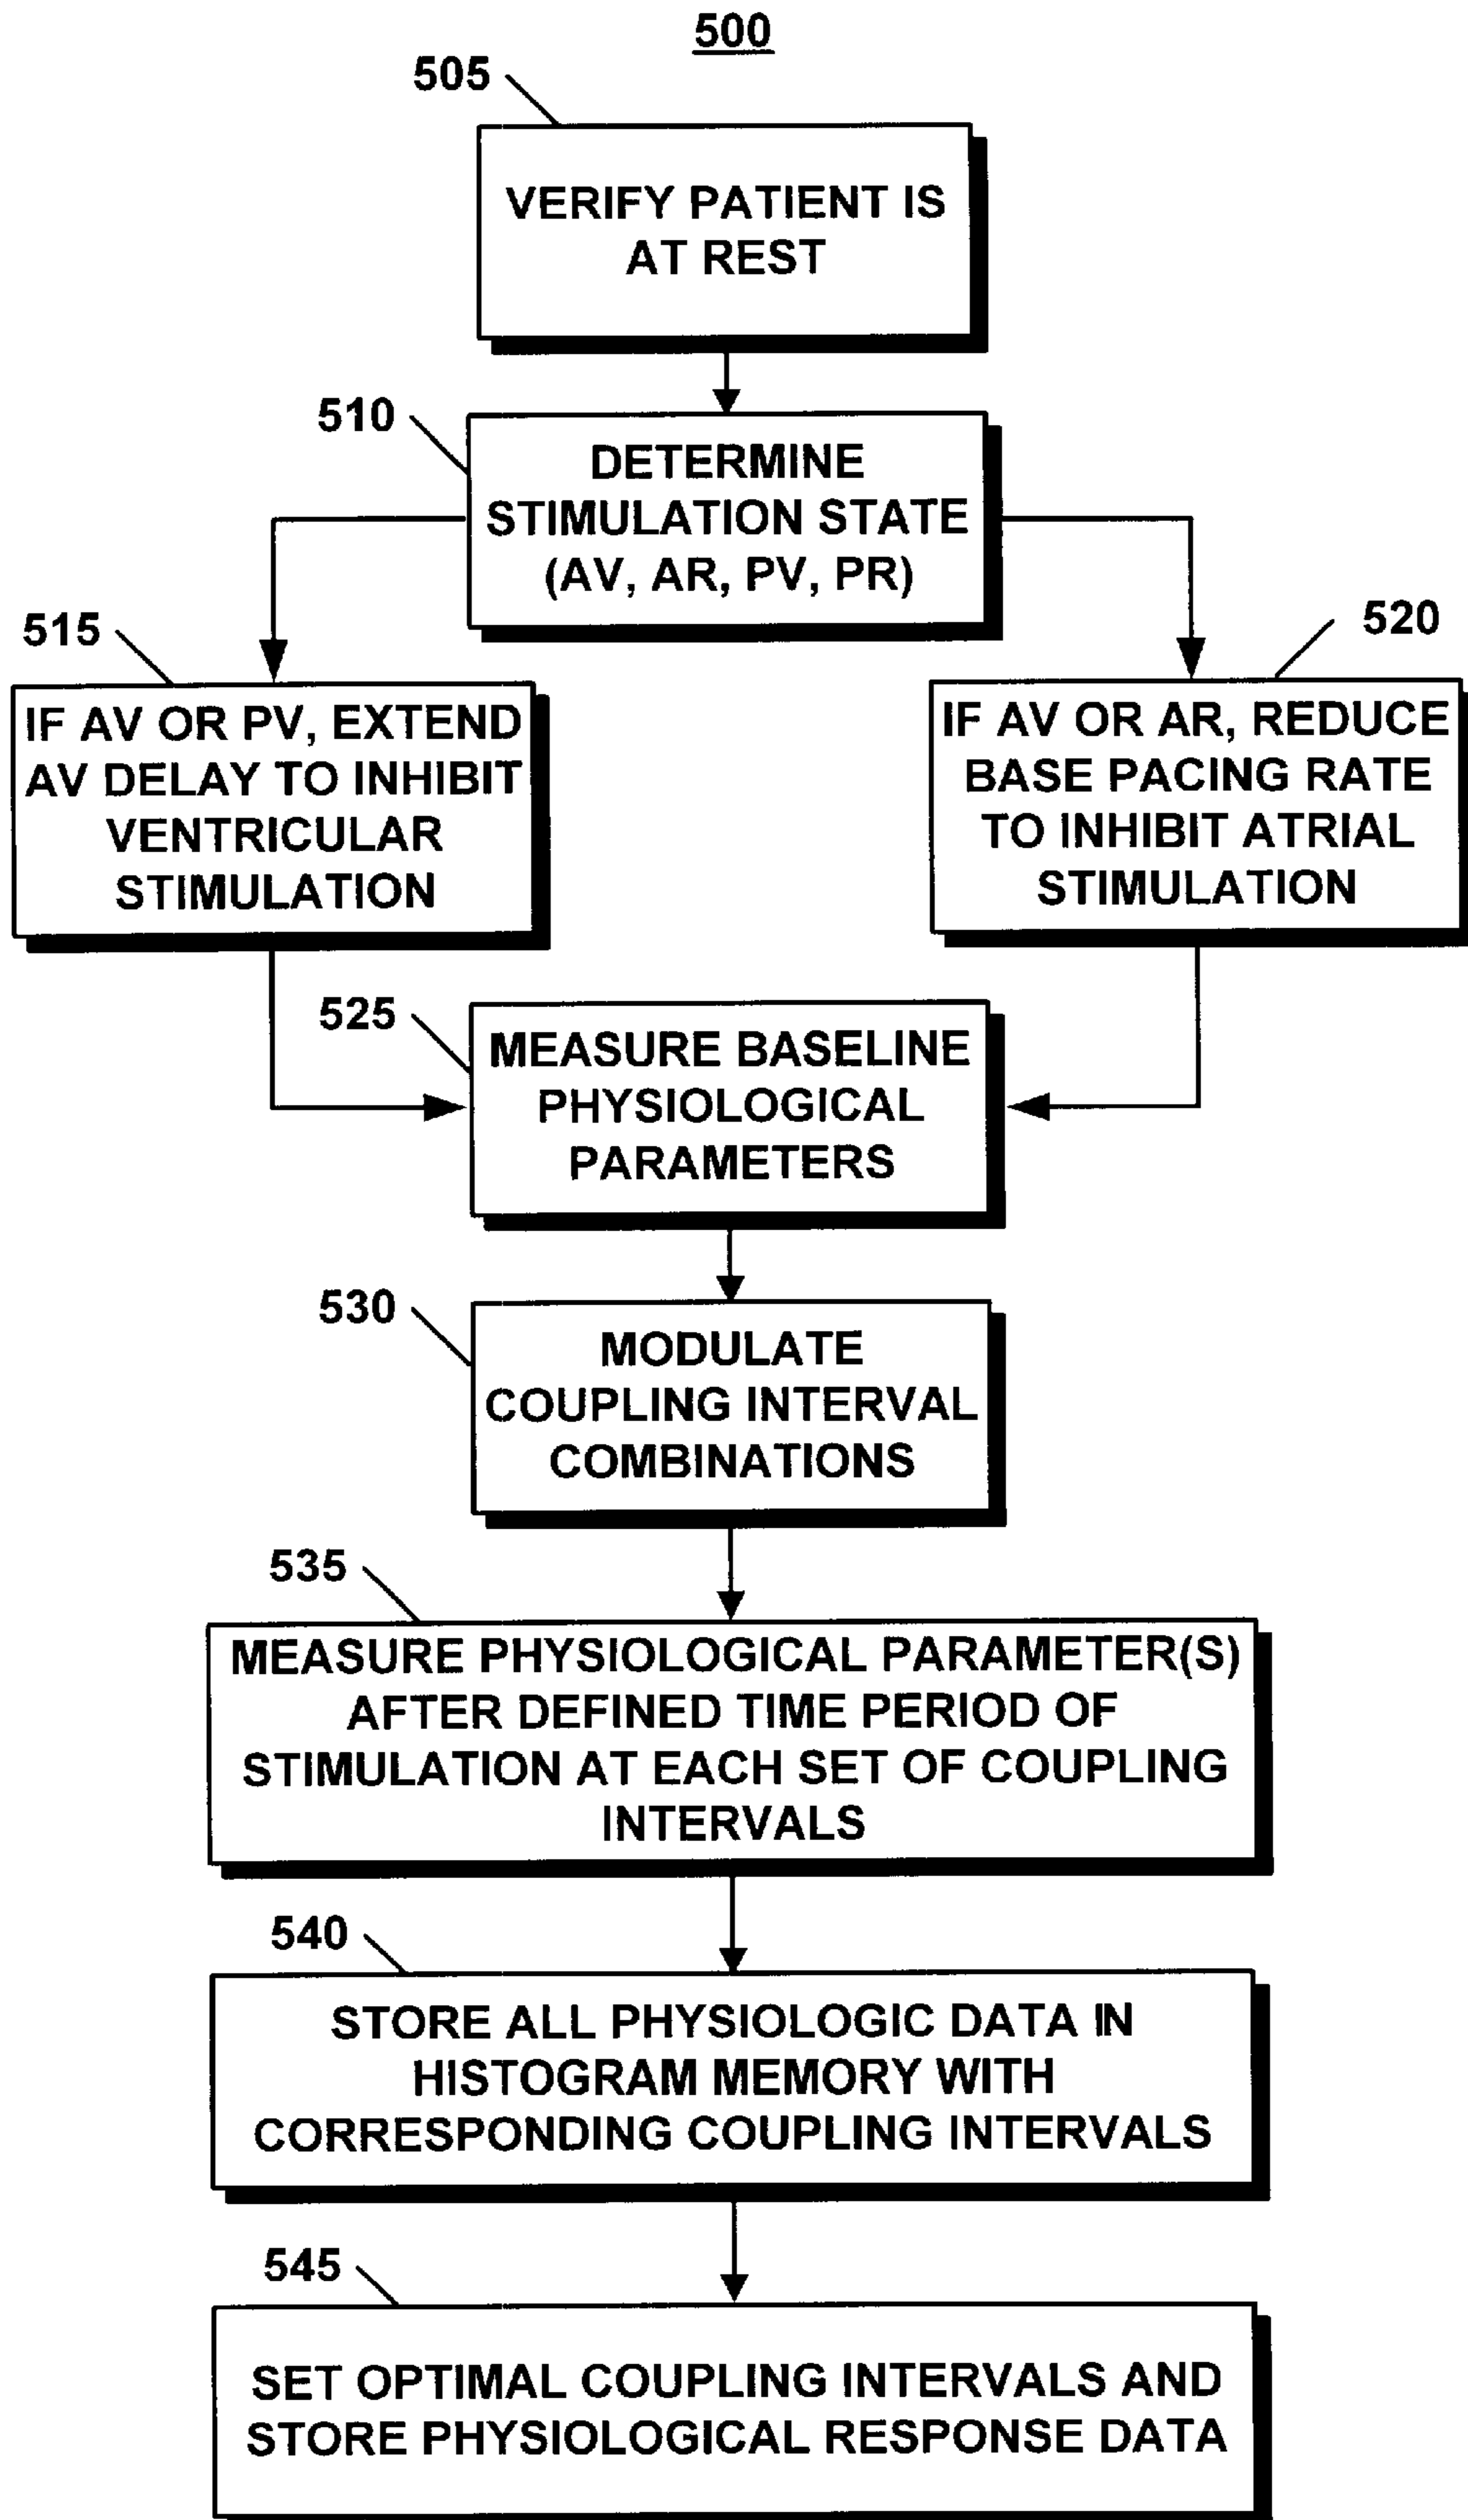 500
505
VERIFY PATIENT IS
AT REST
510
DETERMINE
STIMULATION STATE
(AV, AR, PV, PR)
515
IF AV OR PV, EXTEND
AV DELAY TO INHIBIT
VENTRICULAR
STIMULATION
520
IF AV OR AR, REDUCE
BASE PACING RATE
TO INHIBIT ATRIAL
STIMULATION
525
MEASURE BASELINE
PHYSIOLOGICAL
PARAMETERS
530
MODULATE
COUPLING INTERVAL
COMBINATIONS
535
MEASURE PHYSIOLOGICAL PARAMETER(S)
AFTER DEFINED TIME PERIOD OF
STIMULATION AT EACH SET OF COUPLING
INTERVALS
540
STORE ALL PHYSIOLOGIC DATA IN
HISTOGRAM MEMORY WITH
CORRESPONDING COUPLING INTERVALS
545
SET OPTIMAL COUPLING INTERVALS AND
STORE PHYSIOLOGICAL RESPONSE DATA